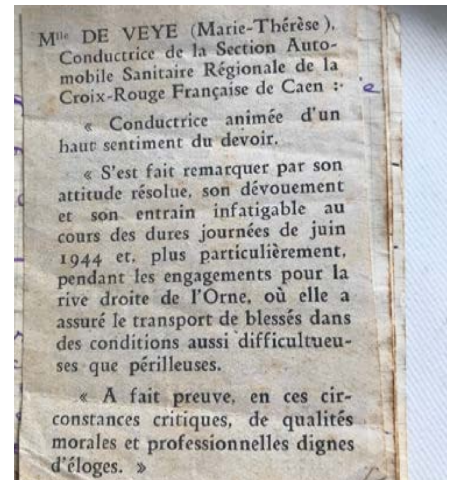 Mlle DE VEYE (Marie-Thérèse),
Conductrice de la Section Auto-
mobile Sanitaire Régionale de la
Croix-Rouge Française de Caen :
« Conductrice animée d'un
haut sentiment du devoir.
« S'est fait remarquer par son
attitude résolue, son dévouement
et son entrain infatigable au
cours des dures journées de juin
1944 et, plus particulièrement,
pendant les engagements pour la
rive droite de l'Orne, où elle a
assuré le transport de blessés dans
des conditions aussi difficultueu-
ses que périlleuses.
« A fait preuve, en ces cir-
constances critiques, de qualités
morales et professionnelles dignes
d'éloges. »